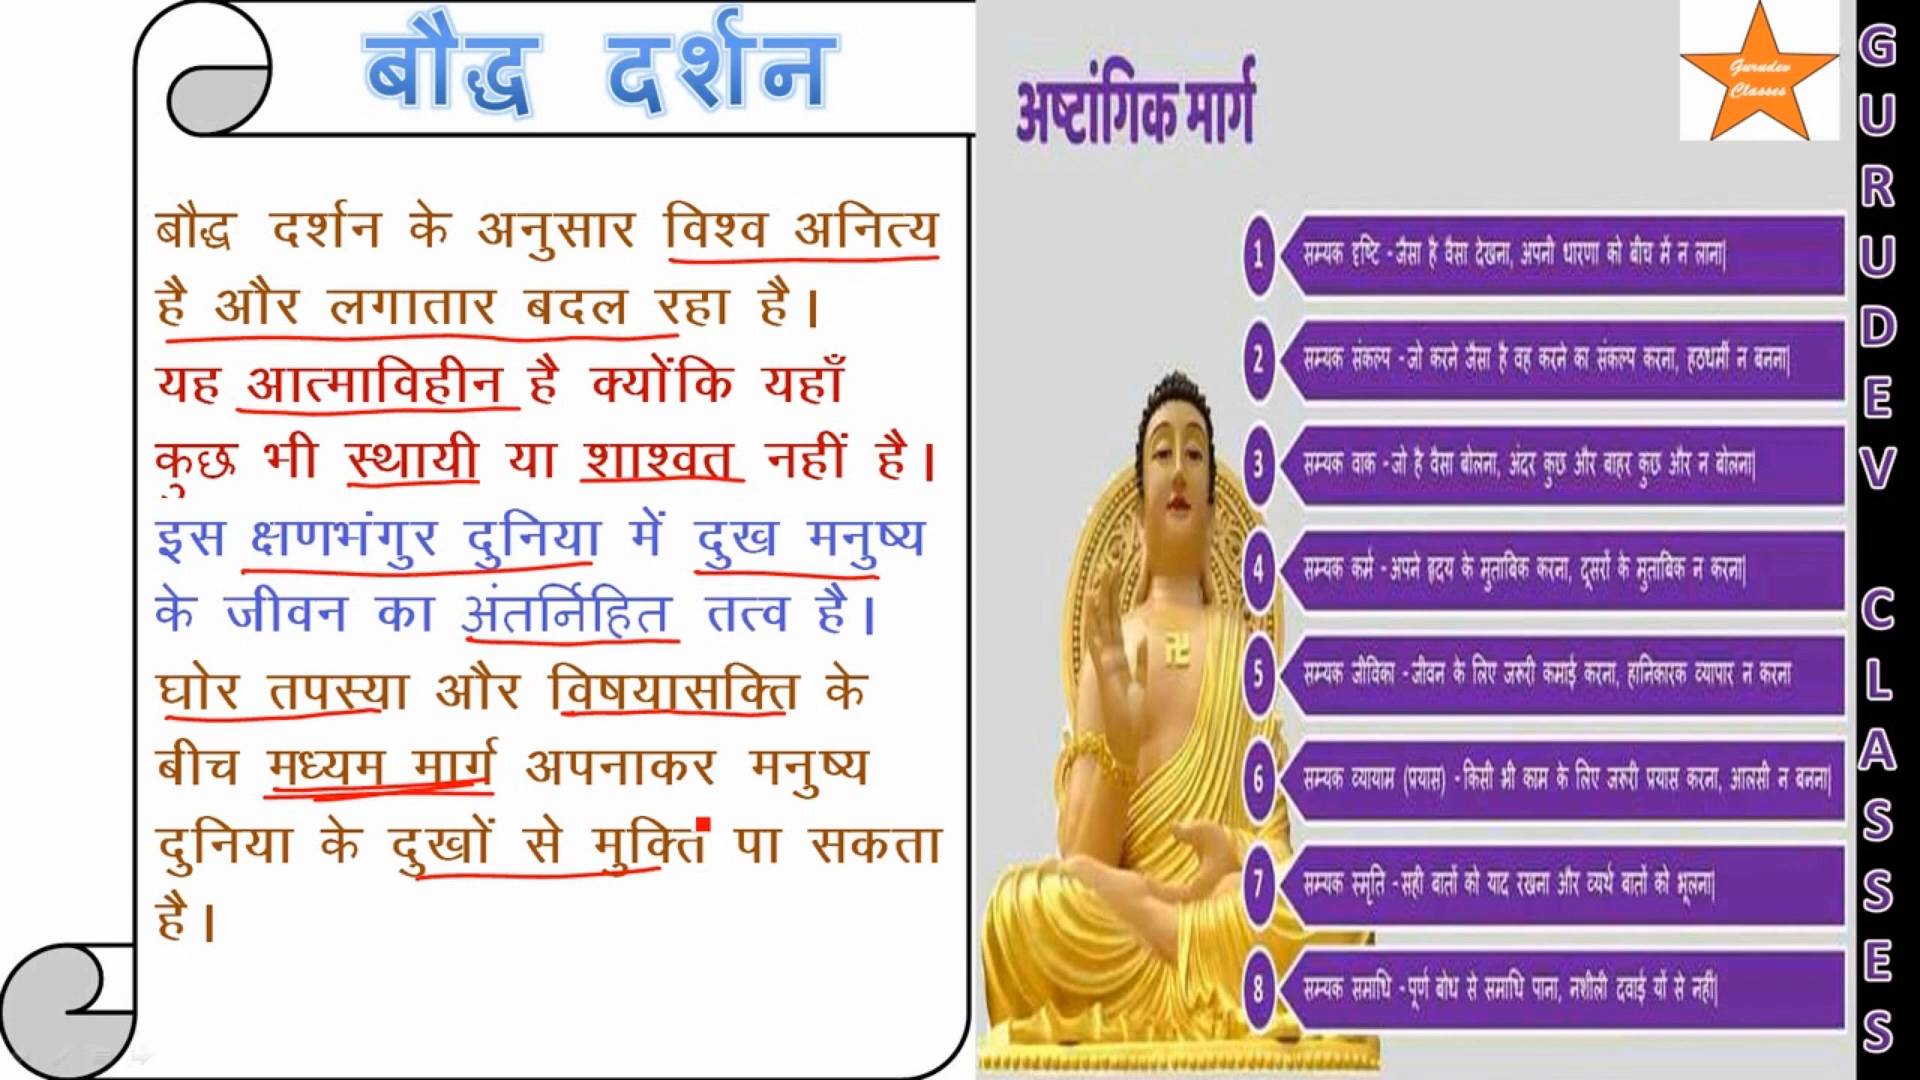 बौद्ध दर्शन
बौद्ध दर्शन के अनुसार विश्व अनित्य
है और लगातार बदल रहा है।
यह आत्माविहीन है क्योंकि यहाँ
कुछ भी स्थायी या शाश्वत नहीं है।
इस क्षणभंगुर दुनिया में दुख मनुष्य
के जीवन का अंतर्निहित तत्व है।
घोर तपस्या और विषयासक्ति के
बीच मध्यम मार्ग अपनाकर मनुष्य
दुनिया के दुखों से मुक्ति पा सकता
है।
अष्टांगिक मार्ग
1 सम्यक दृष्टि -जैसा है वैसा देखना, अपनी धारणा को बीच में न लाना|
2 सम्यक संकल्प -जो करने जैसा है वह करने का संकल्प करना, हठधर्मी न बनना|
3 सम्यक वाक -जो है वैसा बोलना, अंदर कुछ और बाहर कुछ और न बोलना|
4 सम्यक कर्म -अपने हृदय के मुताबिक करना, दूसरों के मुताबिक न करना|
5 सम्यक जीविका -जीवन के लिए जरुरी कमाई करना, हानिकारक व्यापार न करना
6 सम्यक व्यायाम (प्रयास) -किसी भी काम के लिए जरुरी प्रयास करना, आलसी न बनना|
7 सम्यक स्मृति -सही बातों को याद रखना और व्यर्थ बातों को भूलना|
8 सम्यक समाधि -पूर्ण बोध से समाधि पाना, नशीली दवाई यों से नहीं|
Gurudev
Classes
GURUDEV CLASSES